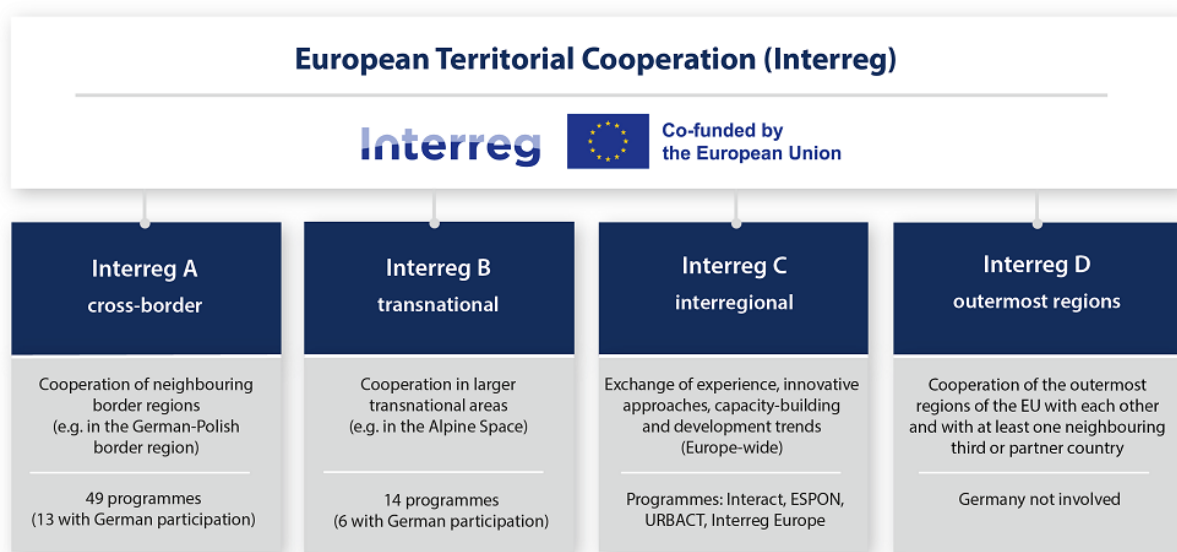 European Territorial Cooperation (Interreg)
Interreg
Co-funded by
the European Union
Interreg A
cross-border
Cooperation of neighbouring
border regions
(e.g. in the German-Polish
border region)
49 programmes
(13 with German participation)
Interreg B
transnational
Cooperation in larger
transnational areas
(e.g. in the Alpine Space)
14 programmes
(6 with German participation)
Interreg C
interregional
Exchange of experience, innovative
approaches, capacity-building
and development trends
(Europe-wide)
Programmes: Interact, ESPON,
URBACT, Interreg Europe
Interreg D
outermost regions
Cooperation of the outermost
regions of the EU with each other
and with at least one neighbouring
third or partner country
Germany not involved